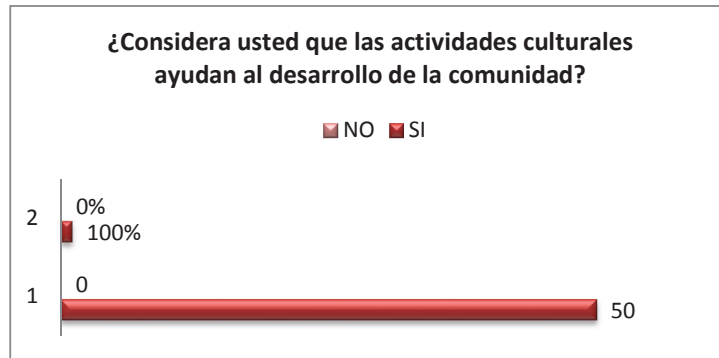 ¿Considera usted que las actividades culturales
ayudan al desarrollo de la comunidad?
NO SI
2
0%
100%
1
0
50